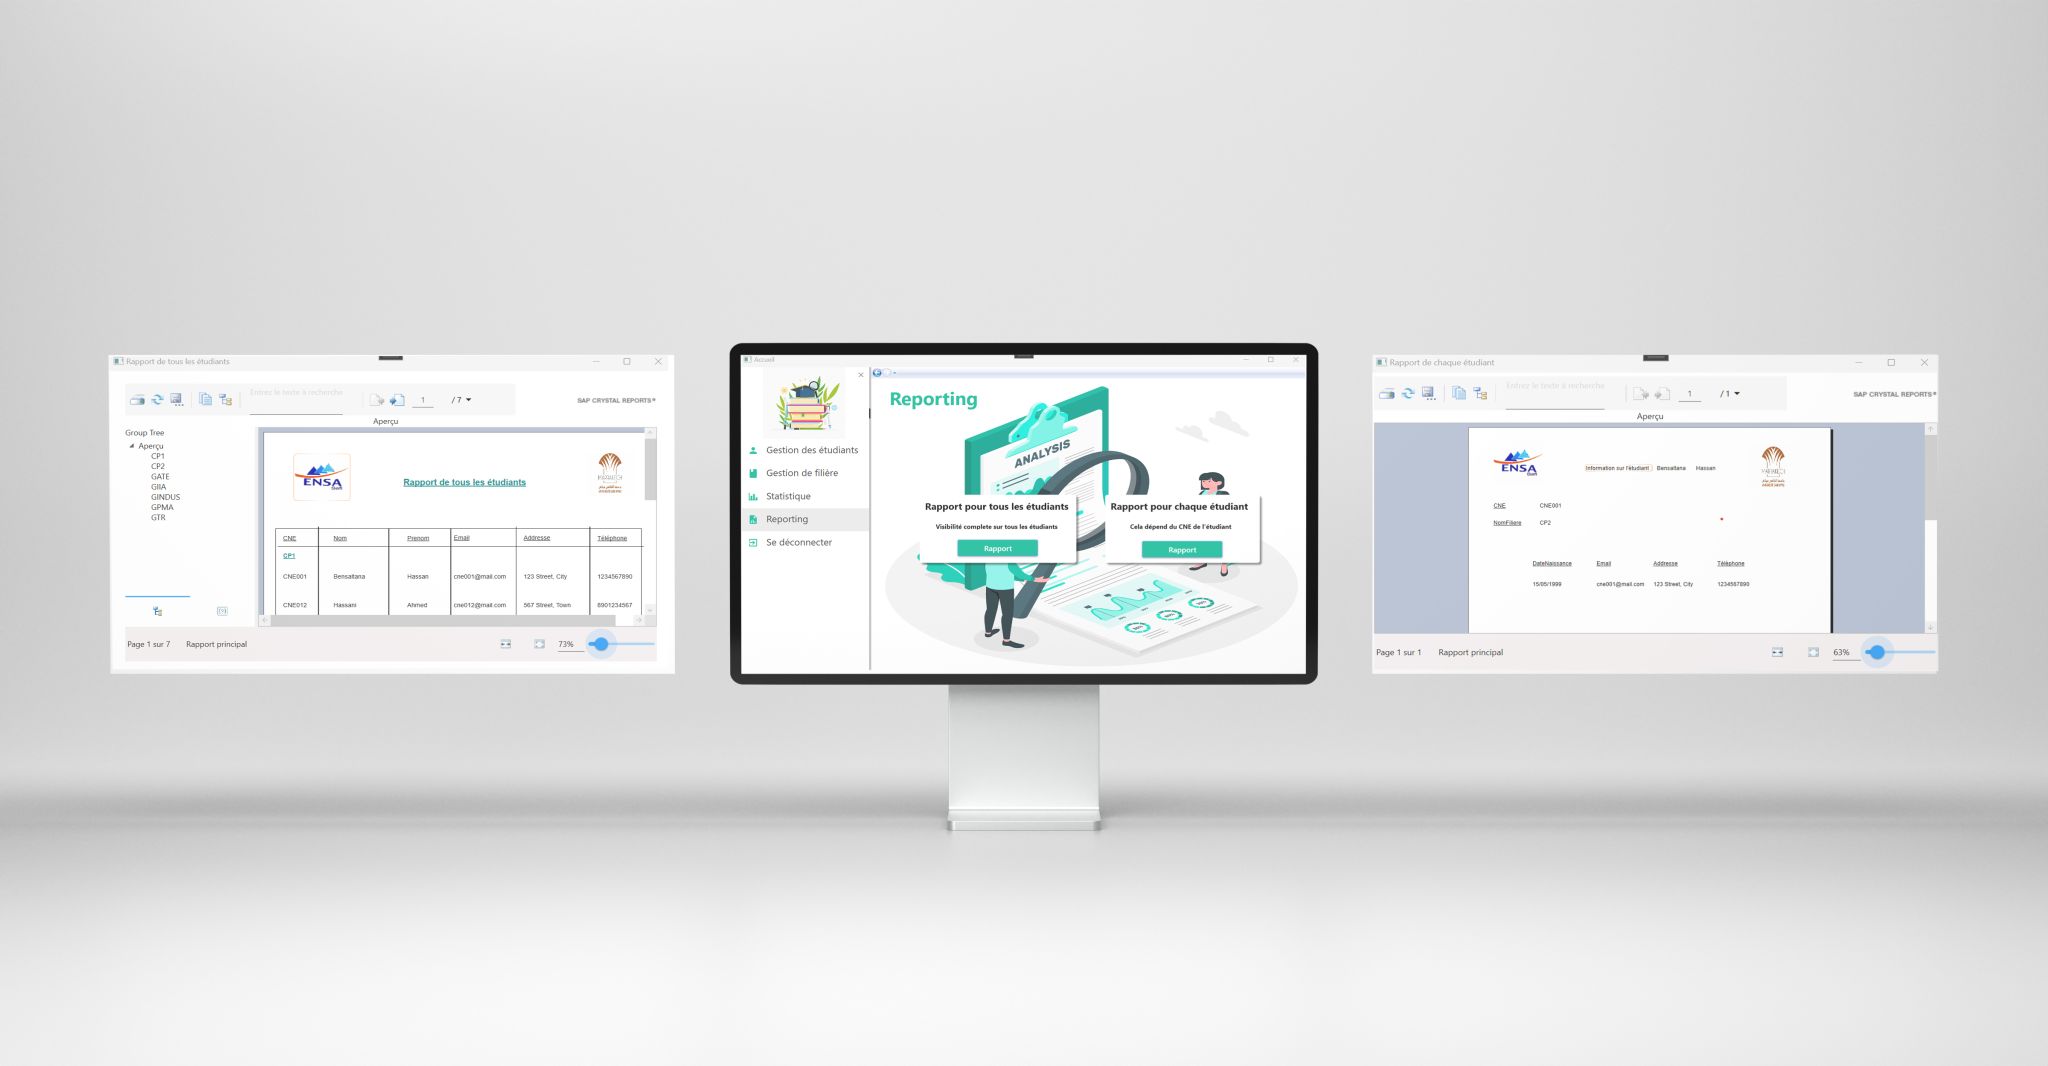 Rapport de tous les étudiants
Entrez le texte à recherche
1
/ 7
SAP CRYSTAL REPORTS®
Aperçu
Group Tree
Aperçu
CP1
CP2
GATE
GIIA
GINDUS
GPMA
GTR
ENSA
Rapport de tous les étudiants
CNE Nom Prenom Email Addresse Téléphone
CP1
CNE001 Bensaltana Hassan cne001@mail.com 123 Street, City 1234567890
CNE012 Hassani Ahmed cne012@mail.com 567 Street, Town 8901234567
Page 1 sur 7 Rapport principal 73%
Accueil
Gestion des étudiants
Gestion de filière
Statistique
Reporting
Se déconnecter
Reporting
ANALYSIS
Rapport pour tous les étudiants
Visibilité complete sur tous les étudiants
Rapport
Rapport pour chaque étudiant
Cela dépend du CNE de l'étudiant
Rapport
Rapport de chaque étudiant
Entrez le texte à recherche
1
/ 1
SAP CRYSTAL REPORTS®
Aperçu
ENSA
Information sur l'étudiant Bensaltana Hassan
CNE CNE001
NomFiliere CP2
DateNaissance Email Addresse Téléphone
15/05/1999 cne001@mail.com 123 Street, City 1234567890
Page 1 sur 1 Rapport principal 63%